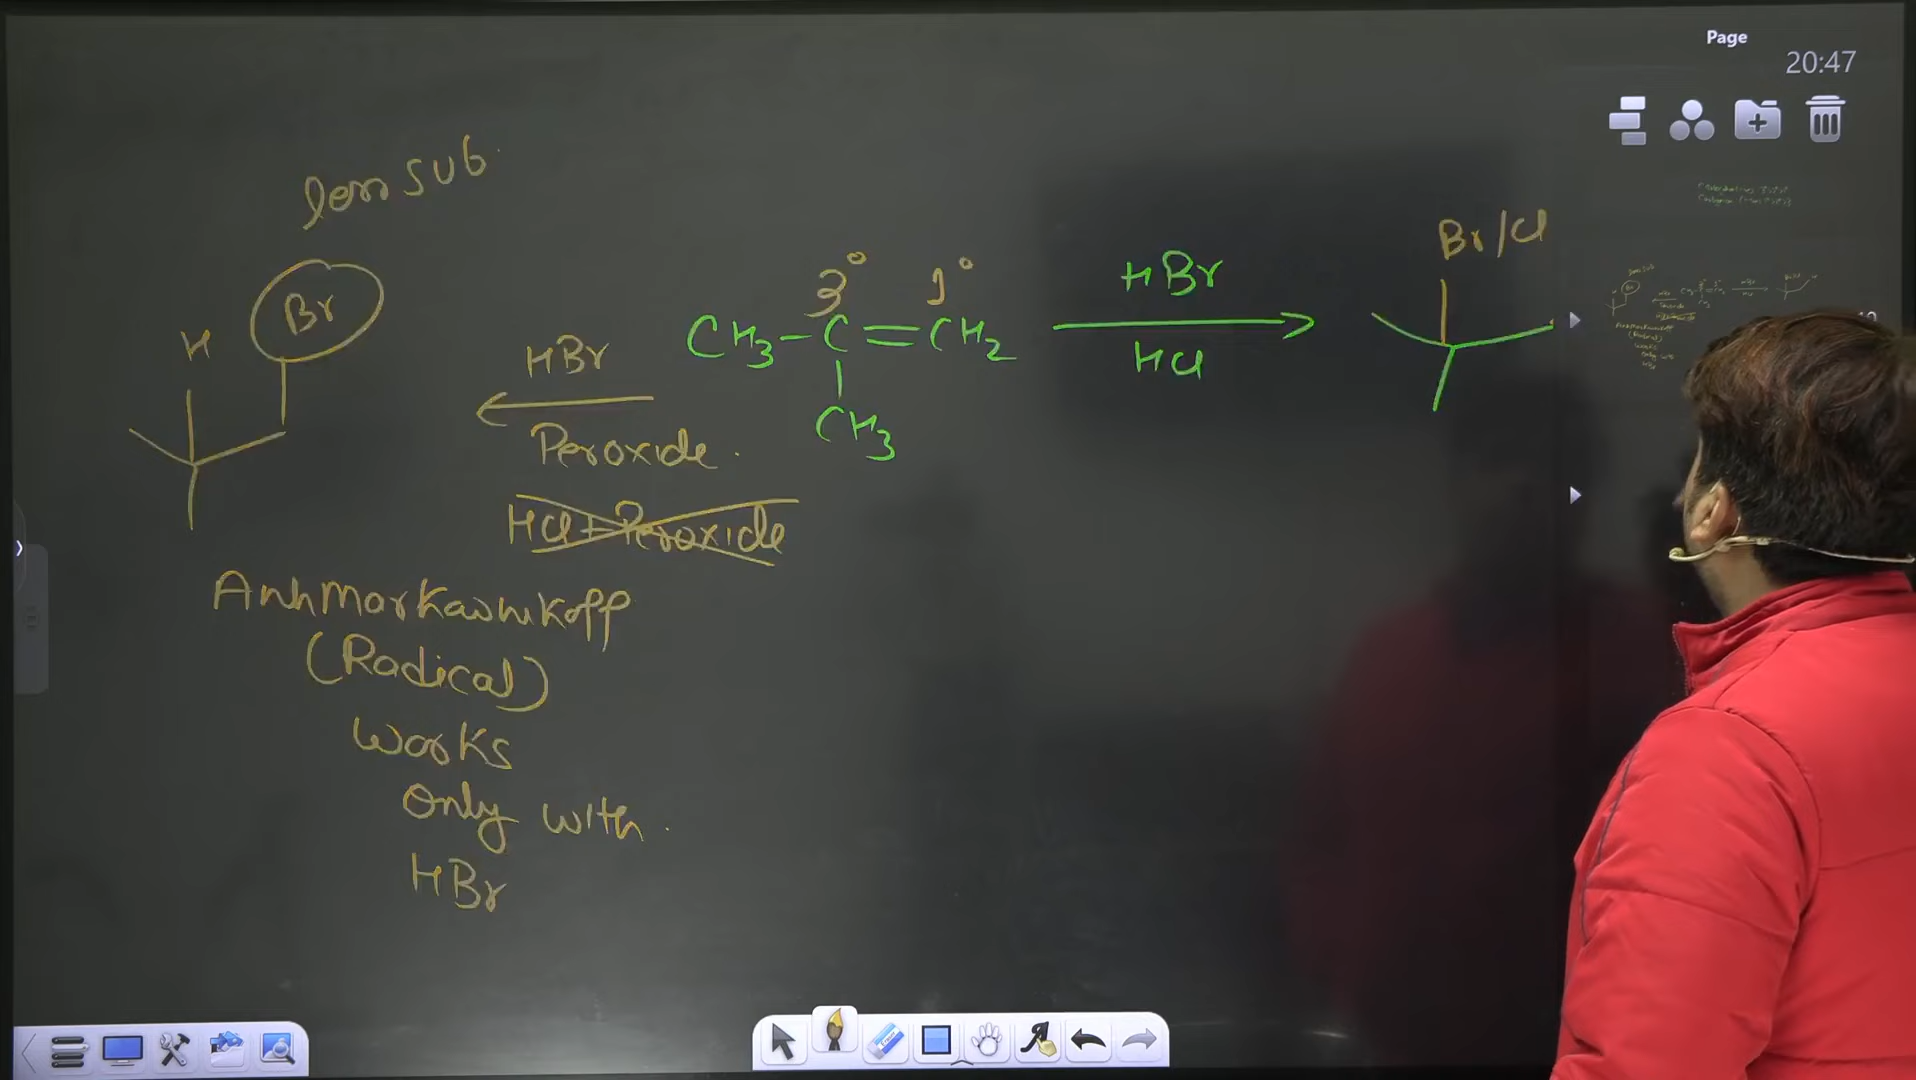 Page
20:47
less sub.
Br
H
HBr
Peroxide.
HCl + Peroxide
3° 1°
CH3-C=CH2
CH3
HBr
HCl
Br/Cl
AntiMarkownikoff
(Radical)
Works
Only with.
HBr